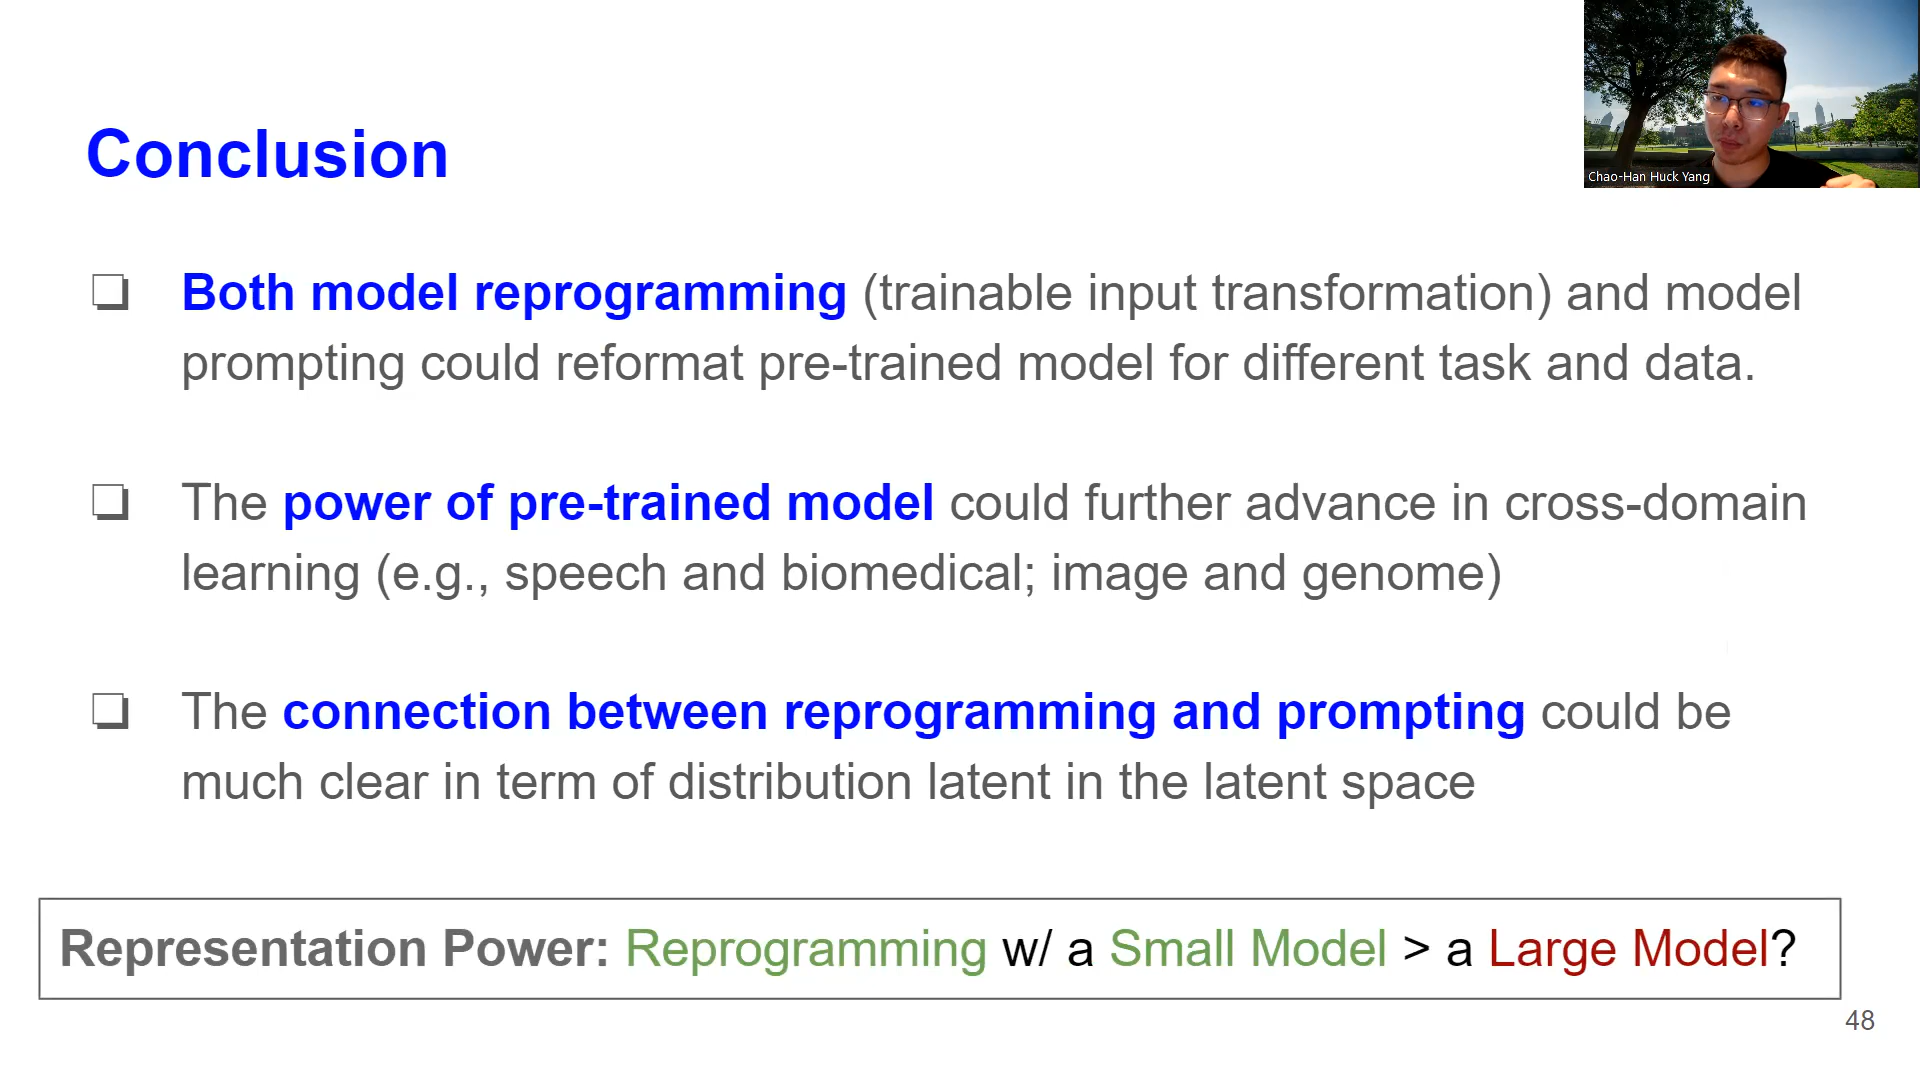 Conclusion
Chao-Han Huck Yang
Both model reprogramming (trainable input transformation) and model
prompting could reformat pre-trained model for different task and data.
The power of pre-trained model could further advance in cross-domain
learning (e.g., speech and biomedical; image and genome)
The connection between reprogramming and prompting could be
much clear in term of distribution latent in the latent space
Representation Power: Reprogramming w/ a Small Model > a Large Model?
48